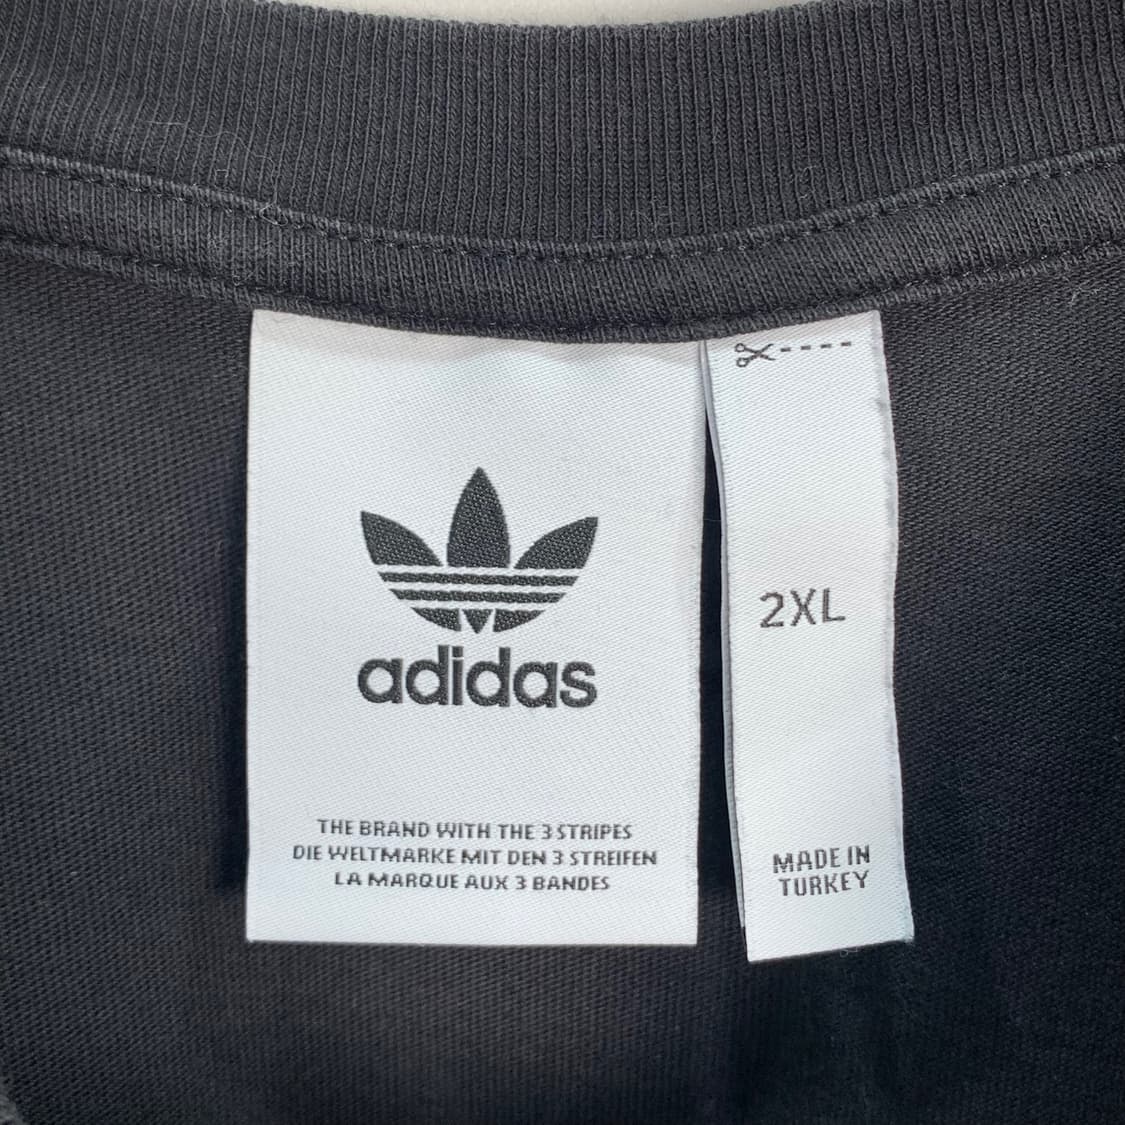 adidas
THE BRAND WITH THE 3 STRIPES
DIE WELTMARKE MIT DEN 3 STREIFEN
LA MARQUE AUX 3 BANDES
2XL
MADE IN
TURKEY